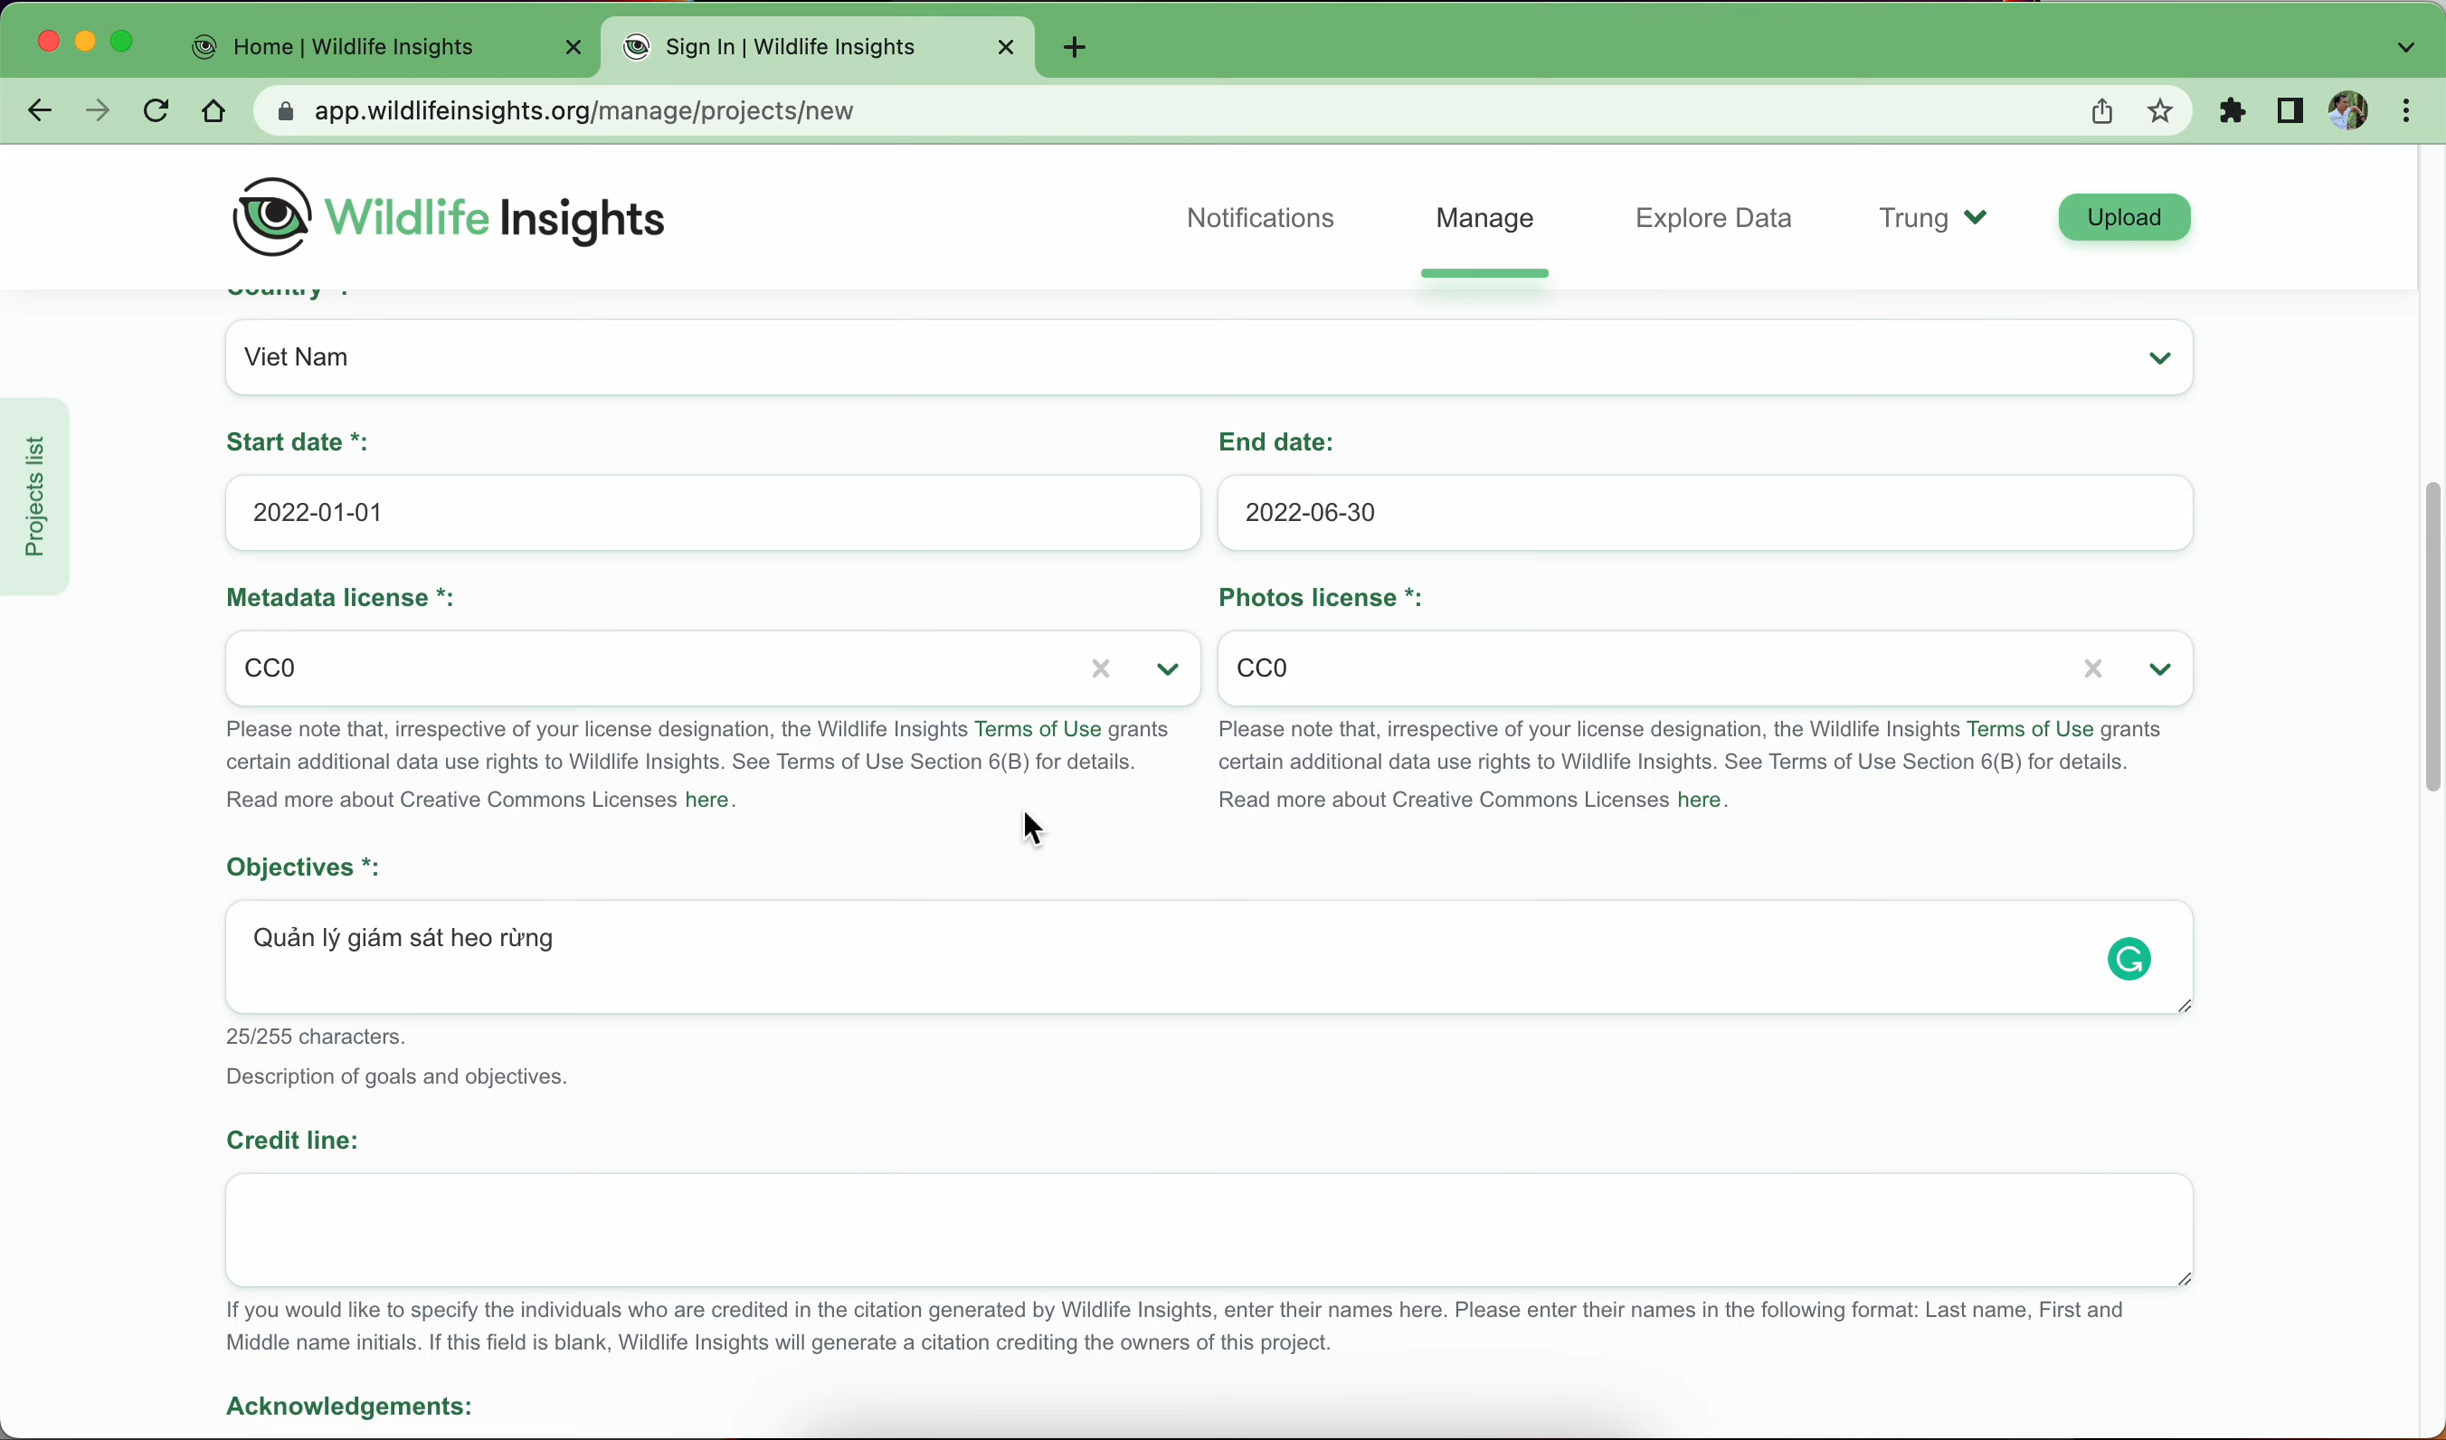 Home | Wildlife Insights
Sign In | Wildlife Insights
app.wildlifeinsights.org/manage/projects/new
Wildlife Insights
Notifications
Manage
Explore Data
Trung
Upload
Country *:
Viet Nam
Projects list
Start date *:
End date:
2022-01-01
2022-06-30
Metadata license *:
Photos license *:
CC0
CC0
Please note that, irrespective of your license designation, the Wildlife Insights Terms of Use grants
certain additional data use rights to Wildlife Insights. See Terms of Use Section 6(B) for details.
Read more about Creative Commons Licenses here.
Please note that, irrespective of your license designation, the Wildlife Insights Terms of Use grants
certain additional data use rights to Wildlife Insights. See Terms of Use Section 6(B) for details.
Read more about Creative Commons Licenses here.
Objectives *:
Quản lý giám sát heo rừng
25/255 characters.
Description of goals and objectives.
Credit line:
If you would like to specify the individuals who are credited in the citation generated by Wildlife Insights, enter their names here. Please enter their names in the following format: Last name, First and
Middle name initials. If this field is blank, Wildlife Insights will generate a citation crediting the owners of this project.
Acknowledgements: